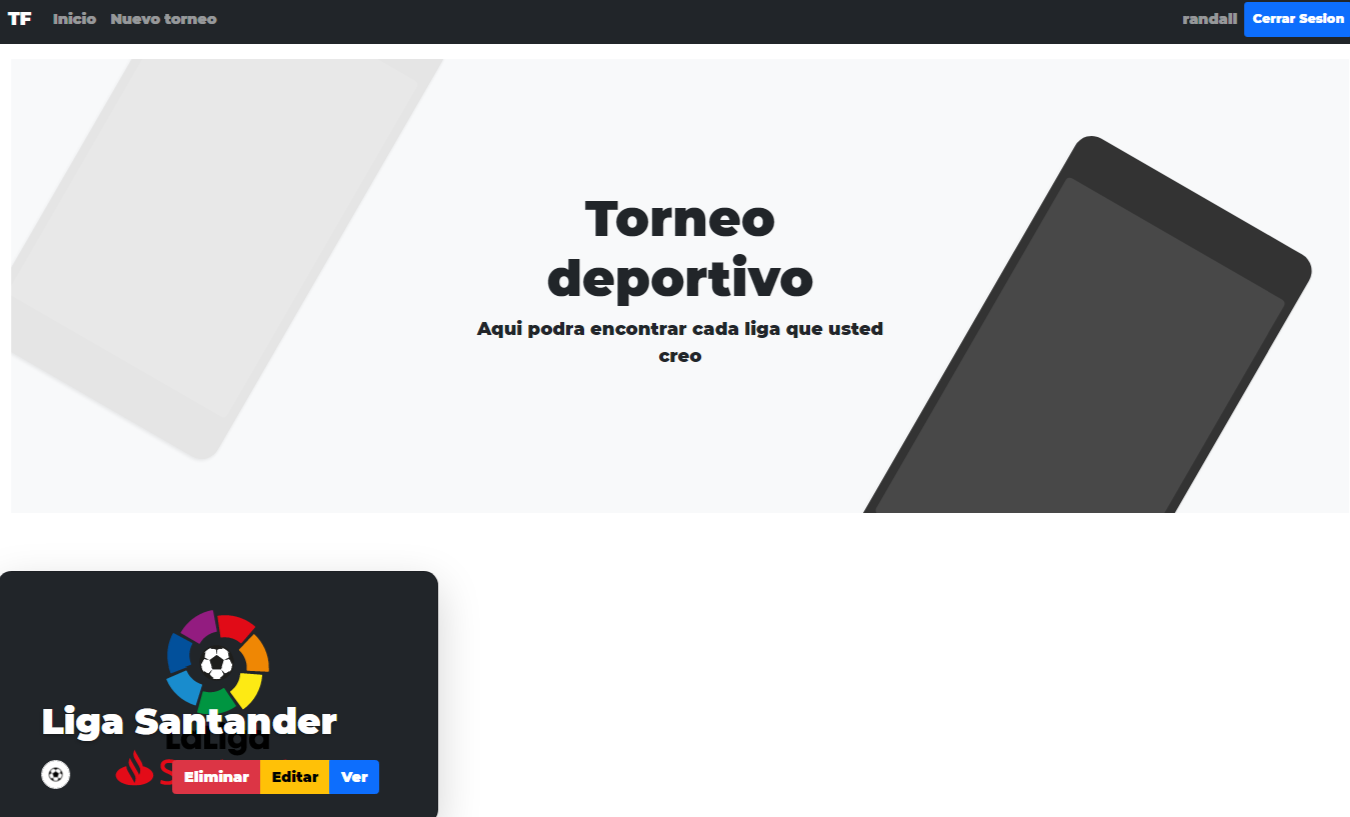 TF Inicio Nuevo torneo randall Cerrar Sesion
Torneo
deportivo
Aqui podra encontrar cada liga que usted
creo
Liga Santander
LaLiga
Eliminar Editar Ver